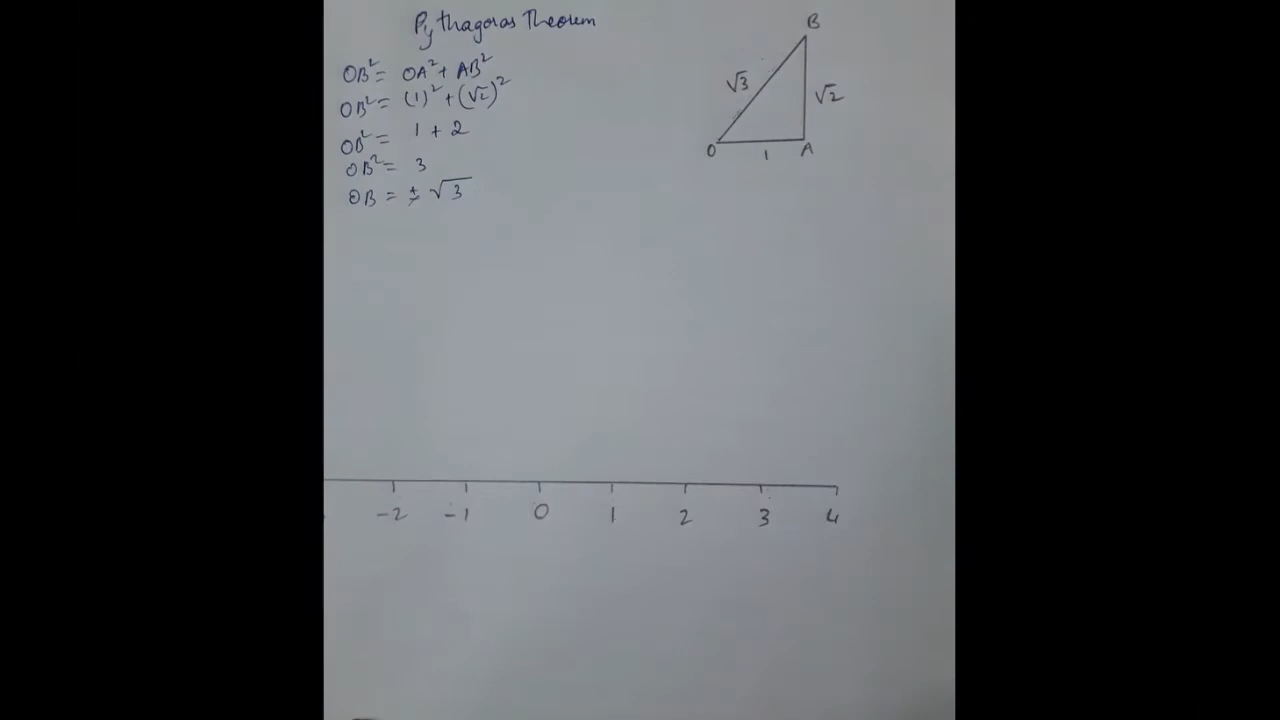 Pythagoras Theorem
OB² = OA² + AB²
OB² = (1)² + (√2)²
OB² = 1 + 2
OB² = 3
OB = ± √3
B
√3
√2
O 1 A
-2 -1 0 1 2 3 4